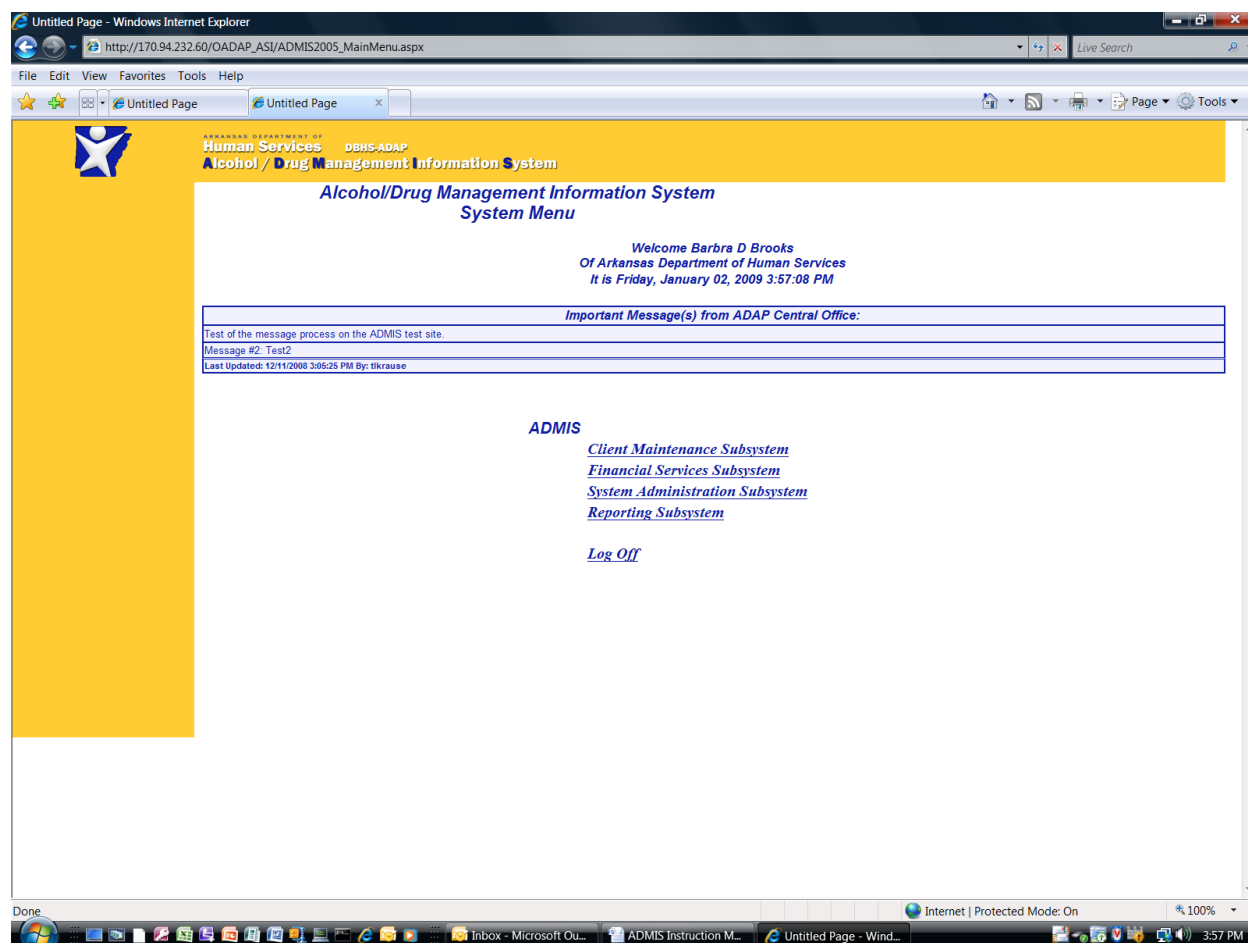 Untitled Page - Windows Internet Explorer
http://170.94.232.60/OADAP_ASI/ADMIS2005_MainMenu.aspx
Live Search
File Edit View Favorites Tools Help
Untitled Page
Untitled Page
Page
Tools
ARKANSAS DEPARTMENT OF
Human Services DBHS-ADAP
Alcohol / Drug Management Information System
Alcohol/Drug Management Information System
System Menu
Welcome Barbra D Brooks
Of Arkansas Department of Human Services
It is Friday, January 02, 2009 3:57:08 PM
Important Message(s) from ADAP Central Office:
Test of the message process on the ADMIS test site.
Message #2: Test2
Last Updated: 12/11/2008 3:05:25 PM By: tlkrause
ADMIS
Client Maintenance Subsystem
Financial Services Subsystem
System Administration Subsystem
Reporting Subsystem
Log Off
Done
Internet | Protected Mode: On
100%
Inbox - Microsoft Ou...
ADMIS Instruction M...
Untitled Page - Wind...
3:57 PM